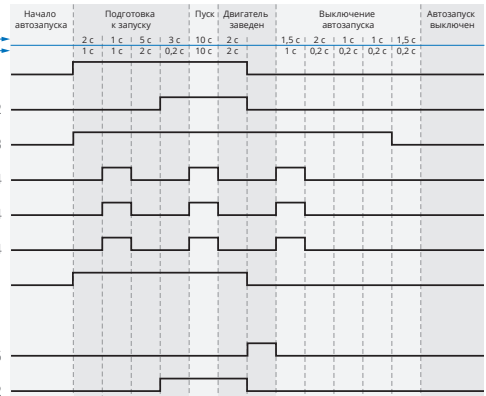 Начало Подготовка Пуск Двигатель Выключение Автозапуск
автозапуска к запуску заведен автозапуска выключен
2 с 1 с 5 с 3 с 10 с 2 с 1,5 с 2 с 1 с 1 с 1,5 с
1 с 1 с 2 с 0,2 с 10 с 2 с 1 с 0,2 с 0,2 с 0,2 с 0,2 с